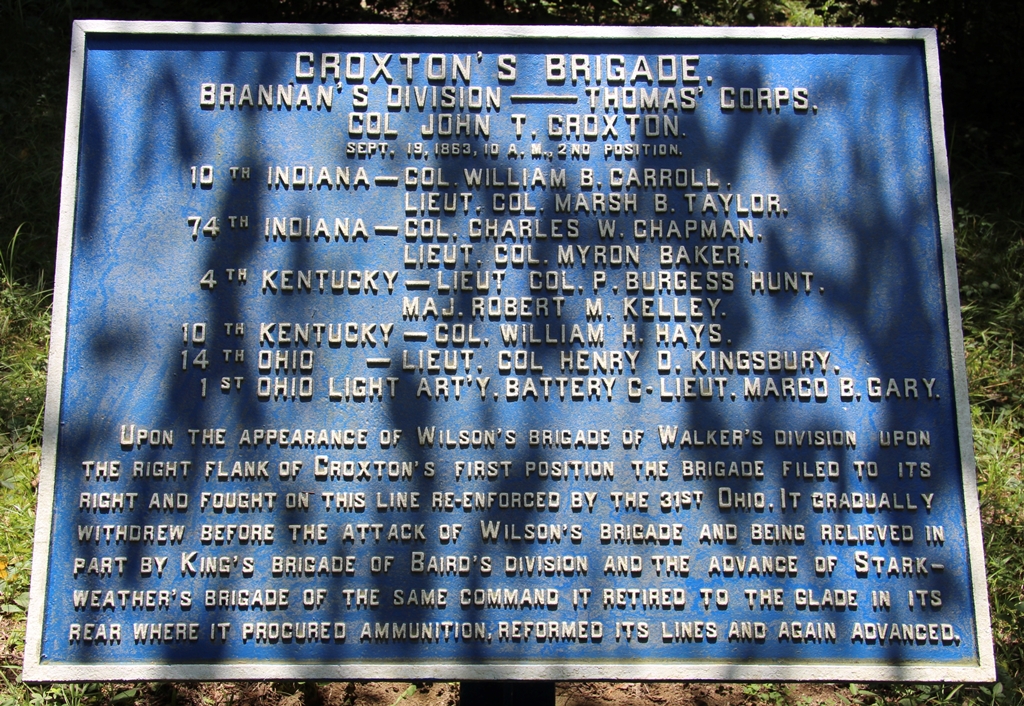 CROXTON'S BRIGADE.
BRANNAN'S DIVISION — THOMAS' CORPS.
COL JOHN T. CROXTON.
SEPT. 19, 1863, 10 A. M., 2ND POSITION.
10 TH INDIANA — COL. WILLIAM B. CARROLL.
LIEUT. COL. MARSH B. TAYLOR.
74 TH INDIANA — COL. CHARLES W. CHAPMAN.
LIEUT. COL. MYRON BAKER.
4 TH KENTUCKY — LIEUT COL. P. BURGESS HUNT.
MAJ. ROBERT M. KELLEY.
10 TH KENTUCKY — COL. WILLIAM H. HAYS.
14 TH OHIO — LIEUT. COL HENRY D. KINGSBURY.
1 ST OHIO LIGHT ART'Y. BATTERY C - LIEUT. MARCO B. GARY.
UPON THE APPEARANCE OF WILSON'S BRIGADE OF WALKER'S DIVISION UPON
THE RIGHT FLANK OF CROXTON'S FIRST POSITION THE BRIGADE FILED TO ITS
RIGHT AND FOUGHT ON THIS LINE RE-ENFORCED BY THE 31ST OHIO. IT GRADUALLY
WITHDREW BEFORE THE ATTACK OF WILSON'S BRIGADE AND BEING RELIEVED IN
PART BY KING'S BRIGADE OF BAIRD'S DIVISION AND THE ADVANCE OF STARK-
WEATHER'S BRIGADE OF THE SAME COMMAND IT RETIRED TO THE GLADE IN ITS
REAR WHERE IT PROCURED AMMUNITION, REFORMED ITS LINES AND AGAIN ADVANCED.